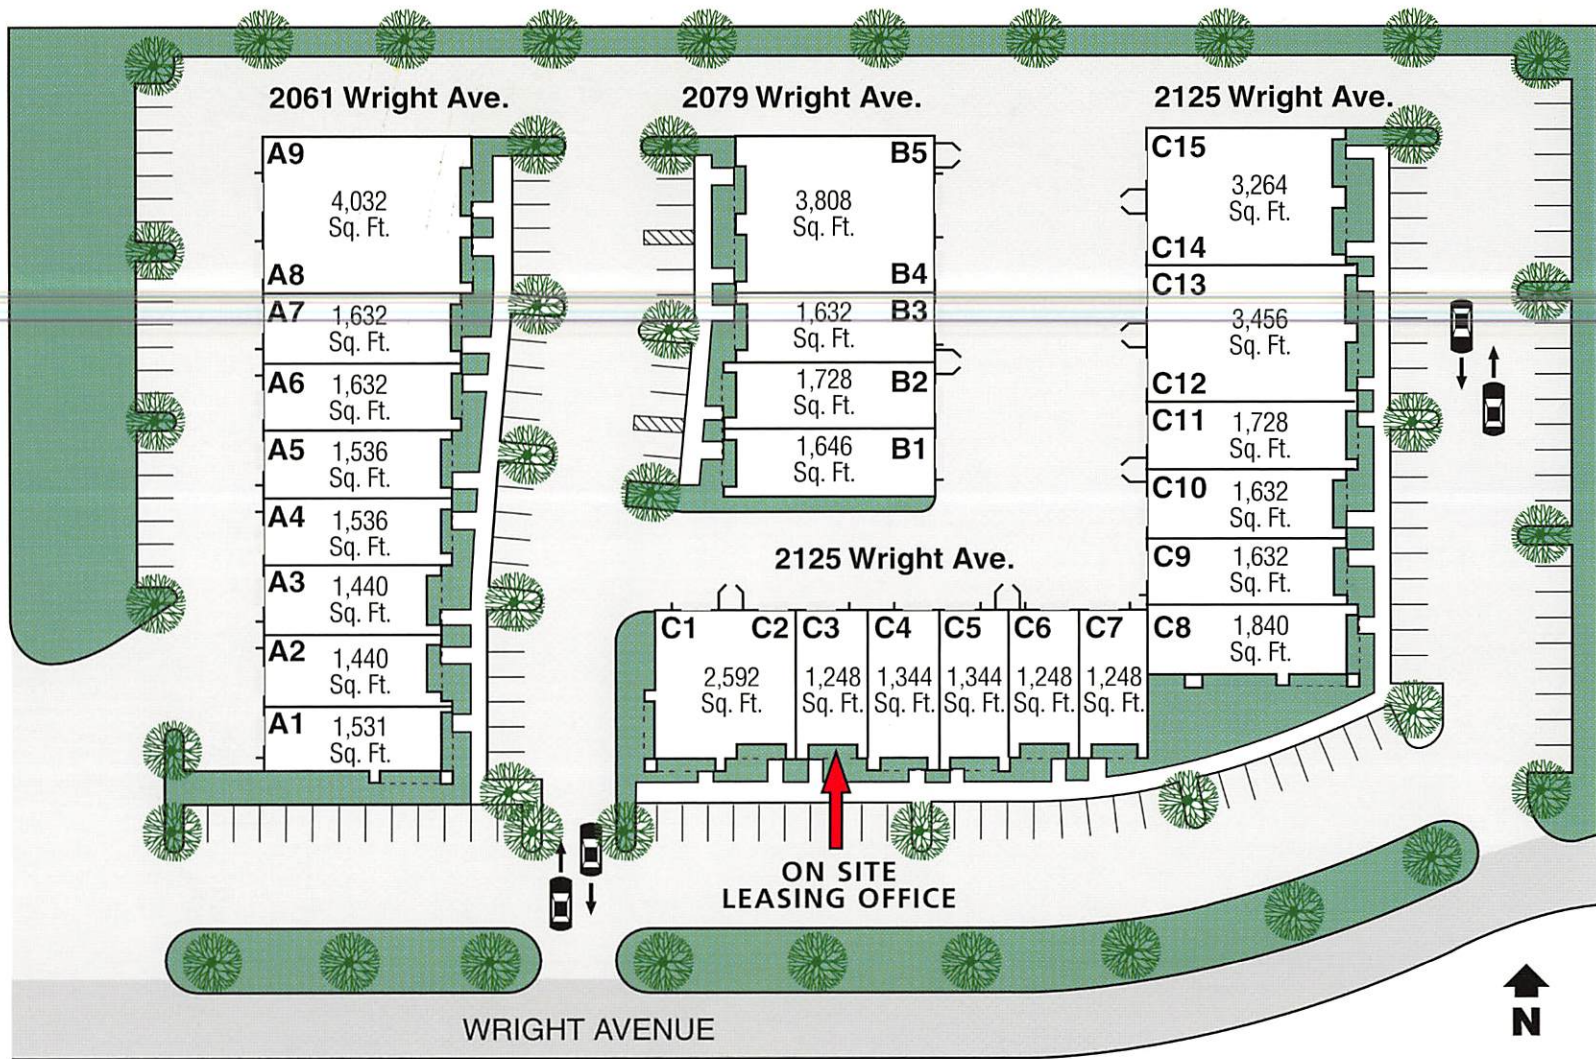 2061 Wright Ave.
A9
4,032
Sq. Ft.
A8
A7
1,632
Sq. Ft.
A6
1,632
Sq. Ft.
A5
1,536
Sq. Ft.
A4
1,536
Sq. Ft.
A3
1,440
Sq. Ft.
A2
1,440
Sq. Ft.
A1
1,531
Sq. Ft.
2079 Wright Ave.
B5
3,808
Sq. Ft.
B4
1,632
Sq. Ft.
B3
1,728
Sq. Ft.
B2
1,646
Sq. Ft.
B1
2125 Wright Ave.
C15
3,264
Sq. Ft.
C14
C13
3,456
Sq. Ft.
C12
C11
1,728
Sq. Ft.
C10
1,632
Sq. Ft.
C9
1,632
Sq. Ft.
C8
1,840
Sq. Ft.
2125 Wright Ave.
C1
C2
2,592
Sq. Ft.
C3
1,248
Sq. Ft.
C4
1,344
Sq. Ft.
C5
1,344
Sq. Ft.
C6
1,248
Sq. Ft.
C7
1,248
Sq. Ft.
ON SITE
LEASING OFFICE
WRIGHT AVENUE
N